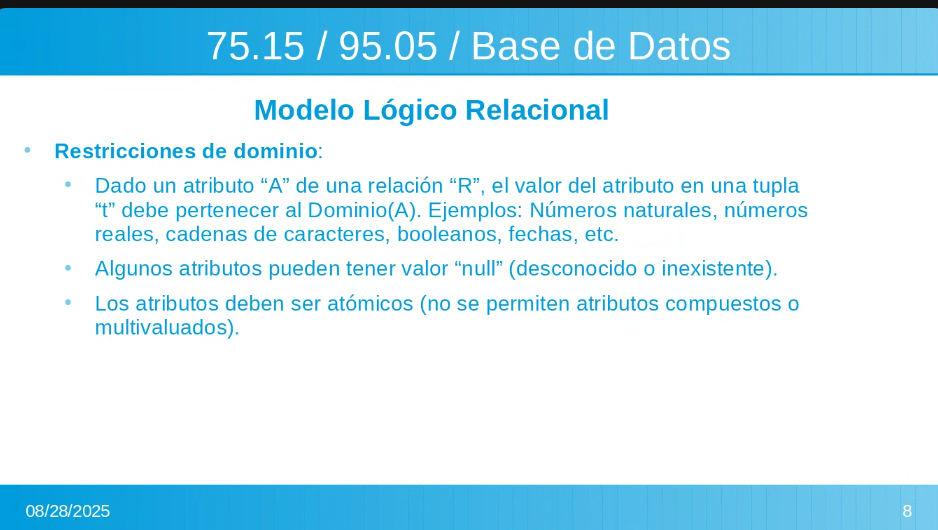 75.15 / 95.05 / Base de Datos
Modelo Lógico Relacional
• Restricciones de dominio:
• Dado un atributo “A” de una relación “R”, el valor del atributo en una tupla
“t” debe pertenecer al Dominio(A). Ejemplos: Números naturales, números
reales, cadenas de caracteres, booleanos, fechas, etc.
• Algunos atributos pueden tener valor “null” (desconocido o inexistente).
• Los atributos deben ser atómicos (no se permiten atributos compuestos o
multivaluados).
08/28/2025
8